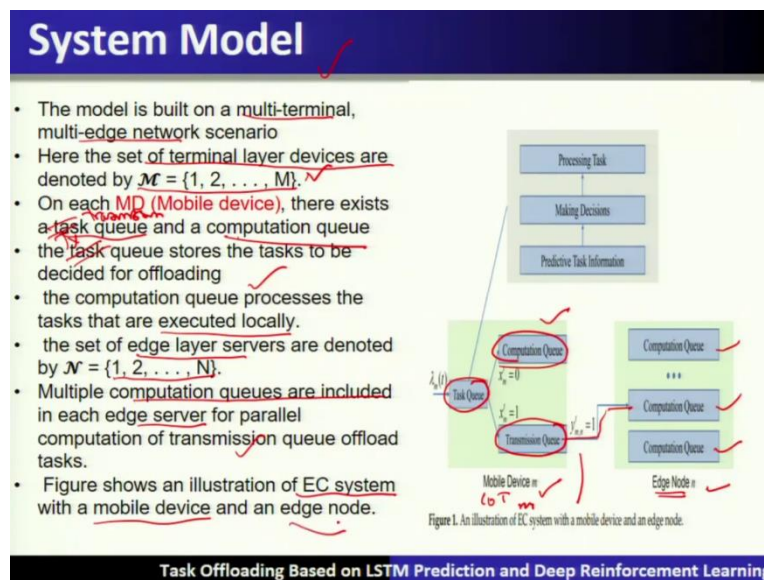 System Model
• The model is built on a multi-terminal,
multi-edge network scenario
• Here the set of terminal layer devices are
denoted by 𝓜 = {1, 2, . . . , M}.
• On each MD (Mobile device), there exists
a task queue and a computation queue
• the task queue stores the tasks to be
decided for offloading
• the computation queue processes the
tasks that are executed locally.
• the set of edge layer servers are denoted
by 𝓝 = {1, 2, . . . , N}.
• Multiple computation queues are included
in each edge server for parallel
computation of transmission queue offload
tasks.
• Figure shows an illustration of EC system
with a mobile device and an edge node.
Processing Task
Making Decisions
Predictive Task Information
λₘ(t)
Task Queue
Computation Queue
Transmission Queue
Mobile Device m
IOT m
Computation Queue
•••
Computation Queue
Computation Queue
Edge Node n
Figure 1. An illustration of EC system with a mobile device and an edge node.
Task Offloading Based on LSTM Prediction and Deep Reinforcement Learning